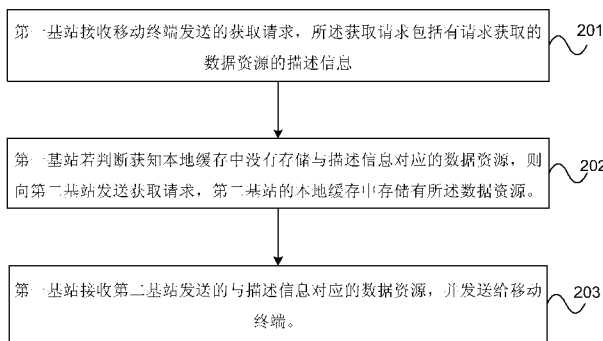 第一基站接收移动终端发送的获取请求，所述获取请求包括有请求获取的
数据资源的描述信息
201
第一基站若判断获知本地缓存中没有存储与描述信息对应的数据资源，则
向第二基站发送获取请求，第二基站的本地缓存中存储有所述数据资源。
202
第一基站接收第二基站发送的与描述信息对应的数据资源，并发送给移动
终端。
203